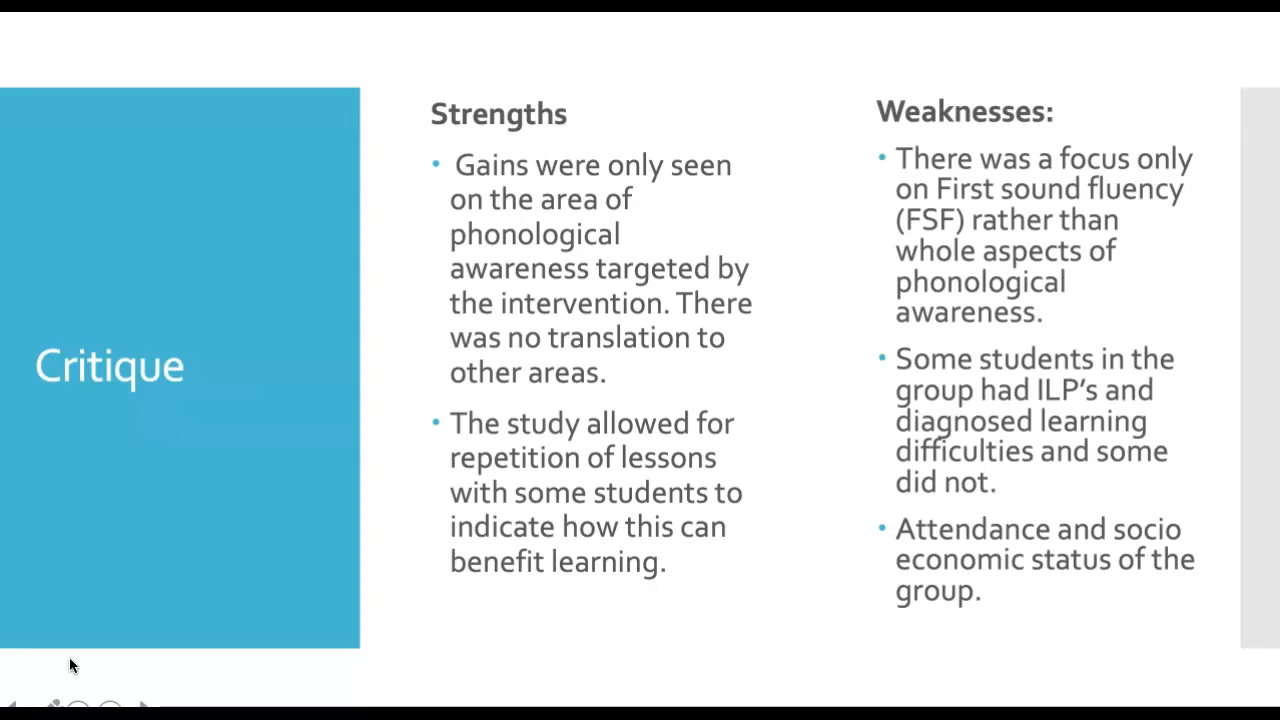 Critique
Strengths
• Gains were only seen
on the area of
phonological
awareness targeted by
the intervention. There
was no translation to
other areas.
• The study allowed for
repetition of lessons
with some students to
indicate how this can
benefit learning.
Weaknesses:
• There was a focus only
on First sound fluency
(FSF) rather than
whole aspects of
phonological
awareness.
• Some students in the
group had ILP's and
diagnosed learning
difficulties and some
did not.
• Attendance and socio
economic status of the
group.